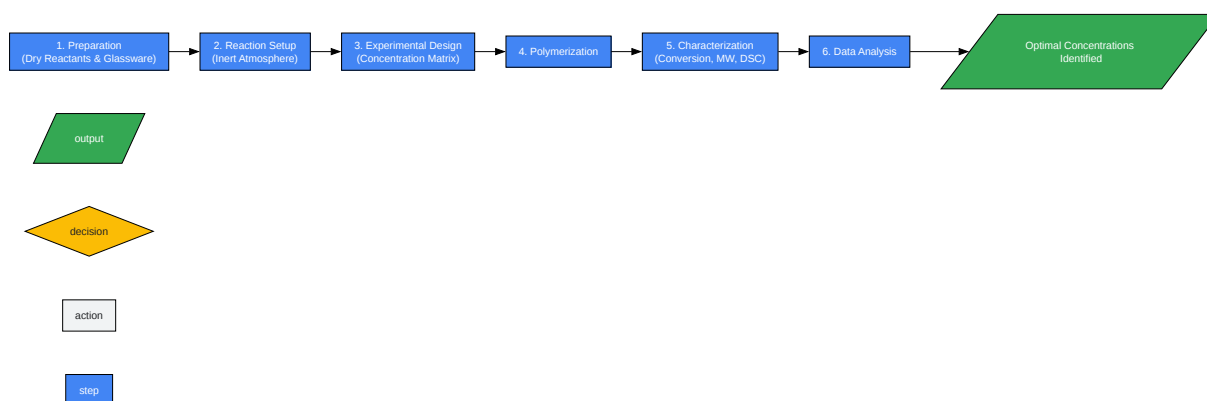 1. Preparation
(Dry Reactants & Glassware)
2. Reaction Setup
(Inert Atmosphere)
3. Experimental Design
(Concentration Matrix)
4. Polymerization
5. Characterization
(Conversion, MW, DSC)
6. Data Analysis
Optimal Concentrations
Identified
output
decision
action
step